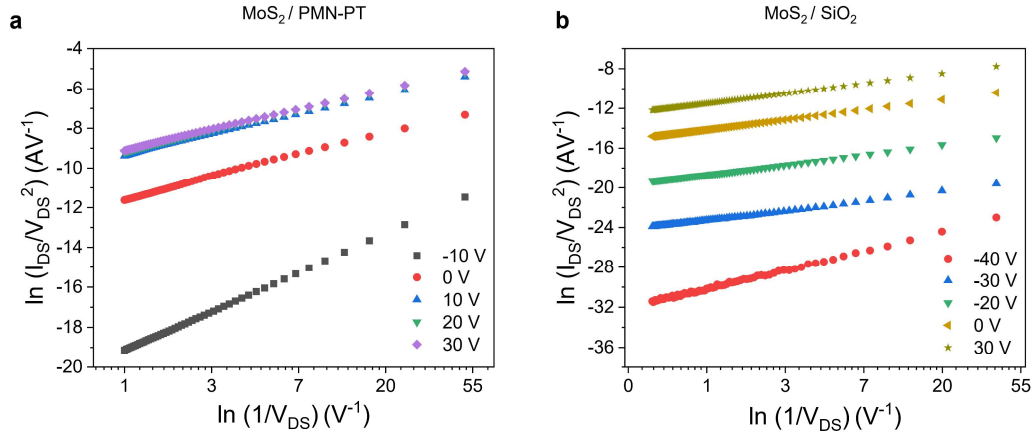 a
MoS2 / PMN-PT
ln (IDS/VDS2) (AV-1)
-4
-6
-8
-10
-12
-14
-16
-18
-20
-10 V
0 V
10 V
20 V
30 V
1
3
7
20
55
ln (1/VDS) (V-1)
b
MoS2 / SiO2
ln (IDS/VDS2) (AV-1)
-8
-12
-16
-20
-24
-28
-32
-36
-40 V
-30 V
-20 V
0 V
30 V
0
1
3
7
20
55
ln (1/VDS) (V-1)